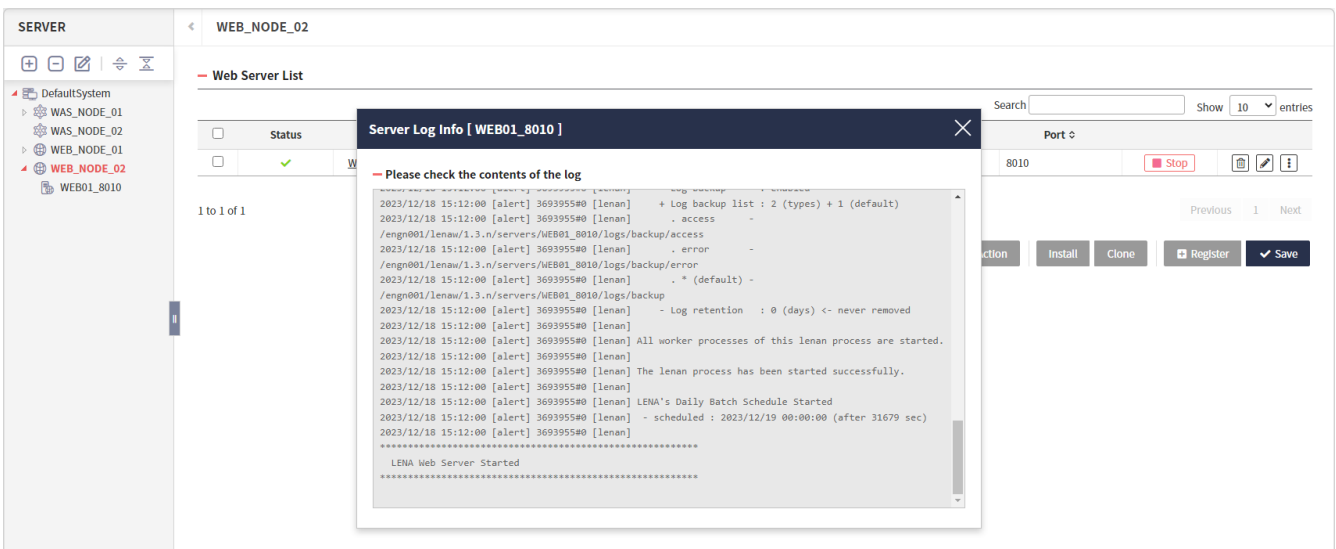 SERVER
WEB_NODE_02
DefaultSystem
WAS_NODE_01
WAS_NODE_02
WEB_NODE_01
WEB_NODE_02
WEB01_8010
Web Server List
Search
Show 10 entries
Status
Port
8010
Stop
1 to 1 of 1
Previous 1 Next
Install
Clone
Register
Save
Server Log Info [ WEB01_8010 ]
Please check the contents of the log
2023/12/18 15:12:00 [alert] 3693955#0 [lenan] - Log backup : enabled
2023/12/18 15:12:00 [alert] 3693955#0 [lenan] + Log backup list : 2 (types) + 1 (default)
2023/12/18 15:12:00 [alert] 3693955#0 [lenan] . access -
/engn001/lenaw/1.3.n/servers/WEB01_8010/logs/backup/access
2023/12/18 15:12:00 [alert] 3693955#0 [lenan] . error -
/engn001/lenaw/1.3.n/servers/WEB01_8010/logs/backup/error
2023/12/18 15:12:00 [alert] 3693955#0 [lenan] . * (default) -
/engn001/lenaw/1.3.n/servers/WEB01_8010/logs/backup
2023/12/18 15:12:00 [alert] 3693955#0 [lenan] - Log retention : 0 (days) <- never removed
2023/12/18 15:12:00 [alert] 3693955#0 [lenan]
2023/12/18 15:12:00 [alert] 3693955#0 [lenan] All worker processes of this lenan process are started.
2023/12/18 15:12:00 [alert] 3693955#0 [lenan]
2023/12/18 15:12:00 [alert] 3693955#0 [lenan] The lenan process has been started successfully.
2023/12/18 15:12:00 [alert] 3693955#0 [lenan]
2023/12/18 15:12:00 [alert] 3693955#0 [lenan] LENA's Daily Batch Schedule Started
2023/12/18 15:12:00 [alert] 3693955#0 [lenan] - scheduled : 2023/12/19 00:00:00 (after 31679 sec)
2023/12/18 15:12:00 [alert] 3693955#0 [lenan]
*********************************************************
LENA Web Server Started
*********************************************************